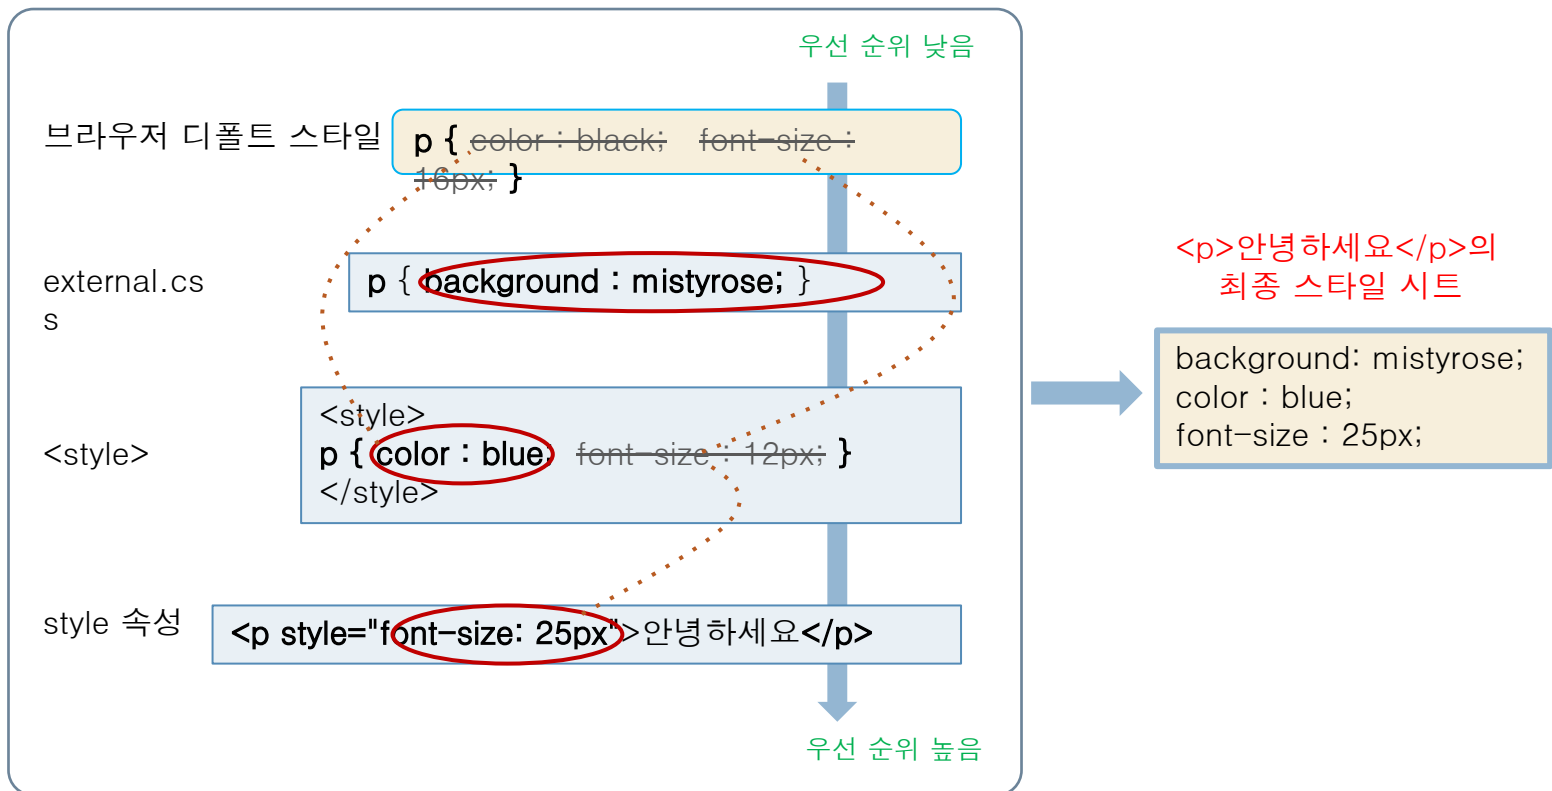 우선 순위 낮음
브라우저 디폴트 스타일
p { color : black; font-size :
16px; }
external.cs
s
p { background : mistyrose; }
<style>
<style>
p { color : blue; font-size : 12px; }
</style>
style 속성
<p style="font-size: 25px">안녕하세요</p>
우선 순위 높음
<p>안녕하세요</p>의
최종 스타일 시트
background: mistyrose;
color : blue;
font-size : 25px;